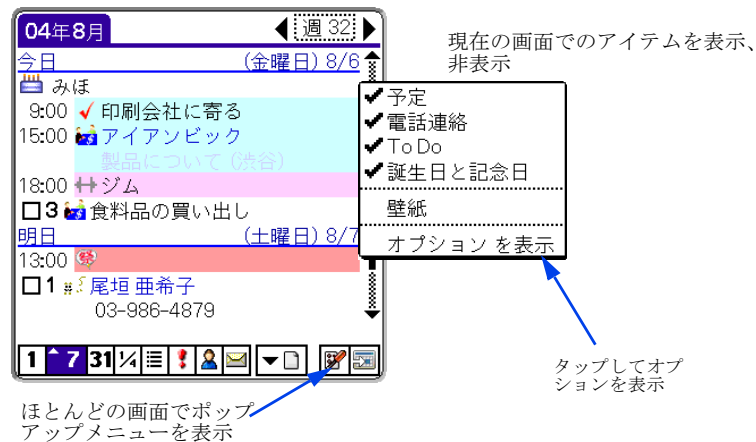 04年8月
週 32
現在の画面でのアイテムを表示、
非表示
今日 (金曜日) 8/6
みほ
9:00 印刷会社に寄る
15:00 アイアンビック
製品について (渋谷)
18:00 ジム
3 食料品の買い出し
明日 (土曜日) 8/7
13:00
1 尾垣 亜希子
03-986-4879
予定
電話連絡
To Do
誕生日と記念日
壁紙
オプション を表示
1 7 31 ¼
タップしてオプ
ションを表示
ほとんどの画面でポップ
アップメニューを表示